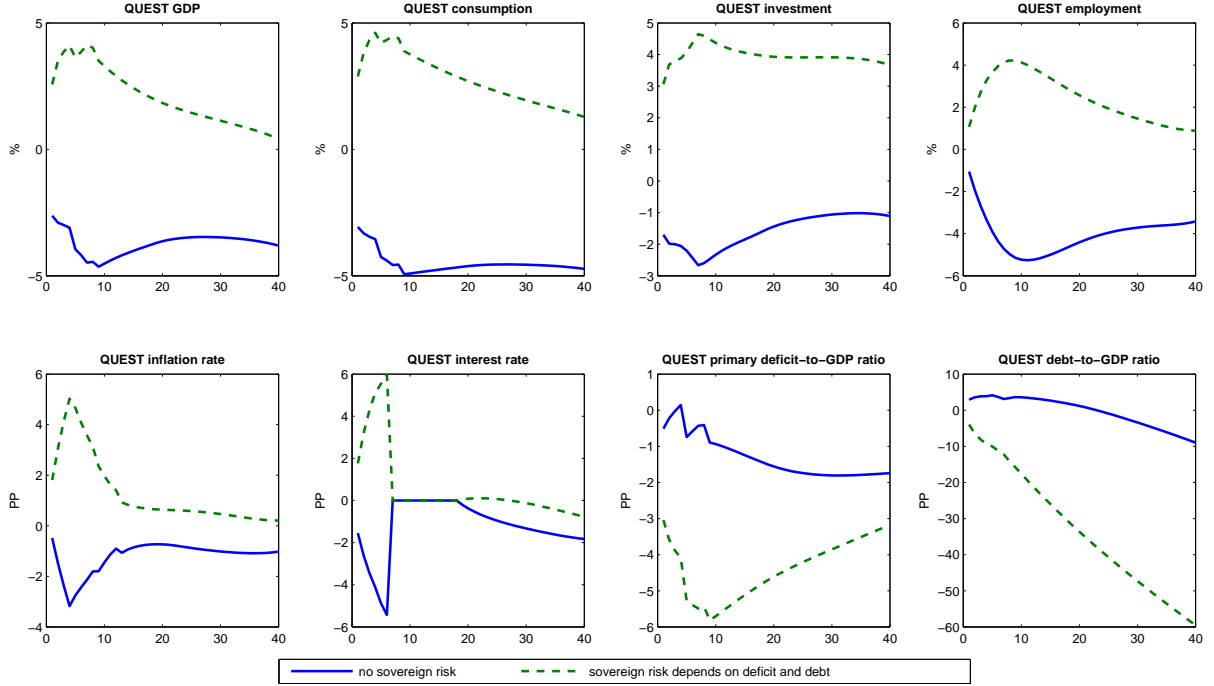 QUEST GDP
5
0
−5
0 10 20 30 40
%
QUEST consumption
5
0
−5
0 10 20 30 40
%
QUEST investment
5
4
3
2
1
0
−1
−2
−3
0 10 20 30 40
%
QUEST employment
6
4
2
0
−2
−4
−6
0 10 20 30 40
%
QUEST inflation rate
6
4
2
0
−2
−4
0 10 20 30 40
PP
QUEST interest rate
6
4
2
0
−2
−4
−6
0 10 20 30 40
PP
QUEST primary deficit−to−GDP ratio
1
0
−1
−2
−3
−4
−5
−6
0 10 20 30 40
PP
QUEST debt−to−GDP ratio
10
0
−10
−20
−30
−40
−50
−60
0 10 20 30 40
PP
no sovereign risk
sovereign risk depends on deficit and debt